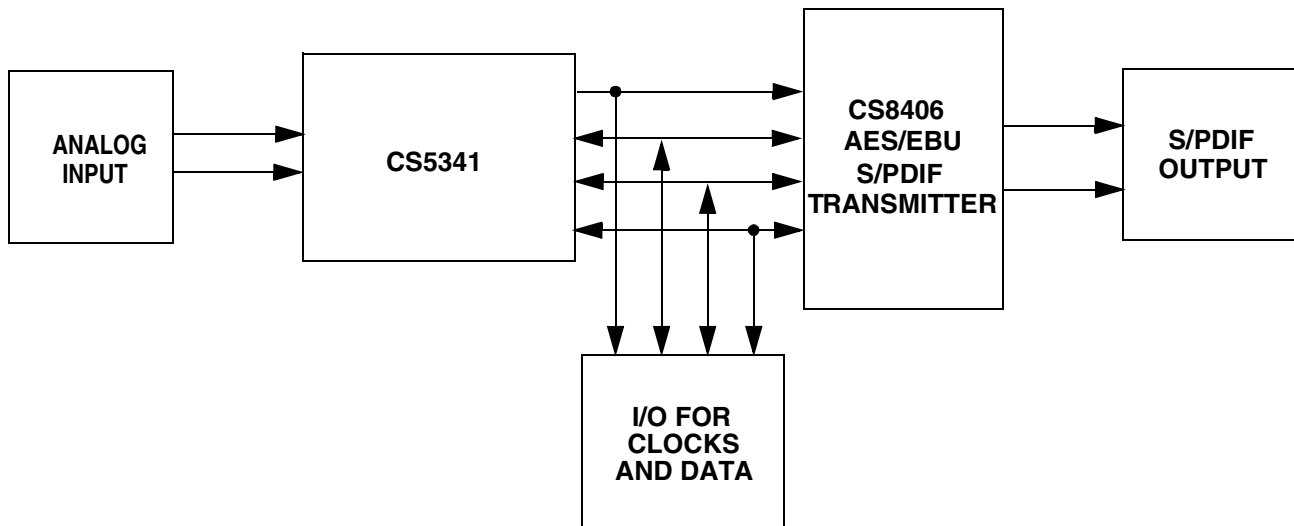 ANALOG
INPUT
CS5341
CS8406
AES/EBU
S/PDIF
TRANSMITTER
S/PDIF
OUTPUT
I/O FOR
CLOCKS
AND DATA